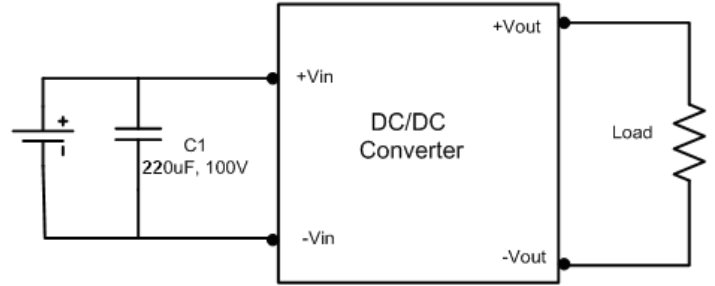 +Vout
+Vin
DC/DC
Converter
Load
+
C1
220uF, 100V
-Vin
-Vout